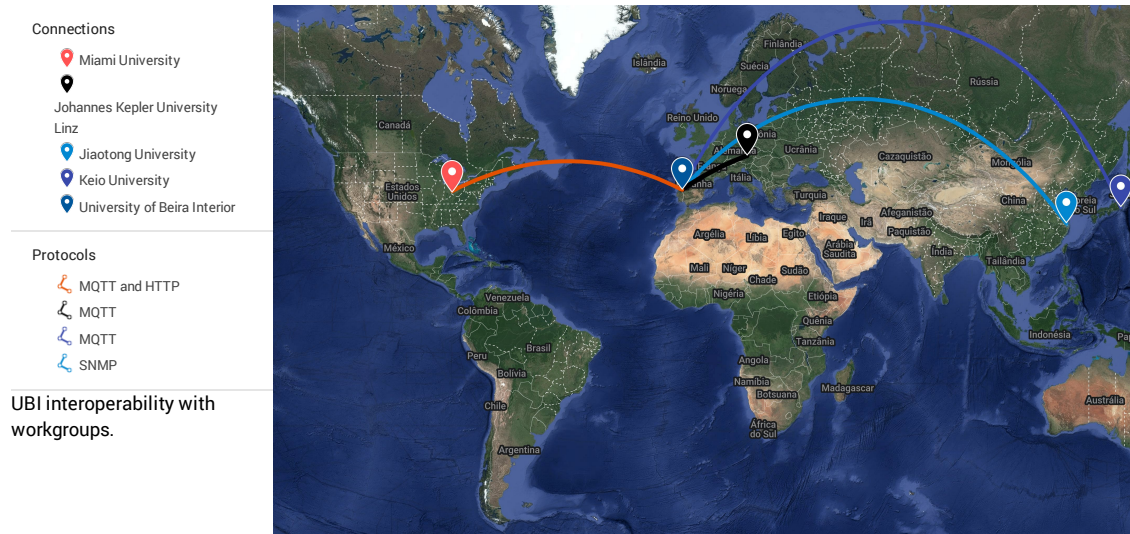 Connections
Miami University
Johannes Kepler University
Linz
Jiaotong University
Keio University
University of Beira Interior
Protocols
MQTT and HTTP
MQTT
MQTT
SNMP
UBI interoperability with
workgroups.
Finlândia
Islândia
Suécia
Rússia
Noruega
Canadá
Reino Unido
Ucrânia
Cazaquistão
Mongólia
Itália
Estados
Unidos
Turquia
China
do Sul
Iraque
Irã
Afeganistão
Paquistão
Argélia
Líbia
Egito
Arábia
Saudita
Índia
México
Tailândia
Mali
Níger
Chade
Sudão
Nigéria
Etiópia
Venezuela
Colômbia
Quênia
Tanzânia
Indonésia
Brasil
Peru
Bolívia
Angola
Namíbia
Botsuana
Madagascar
Austrália
Chile
África
do Sul
Argentina